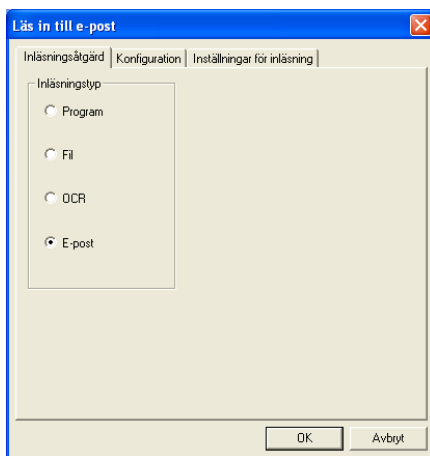 Läs in till e-post
Inläsningsåtgärd Konfiguration Inställningar för inläsning
Inläsningstyp
Program
Fil
OCR
E-post
OK Avbryt